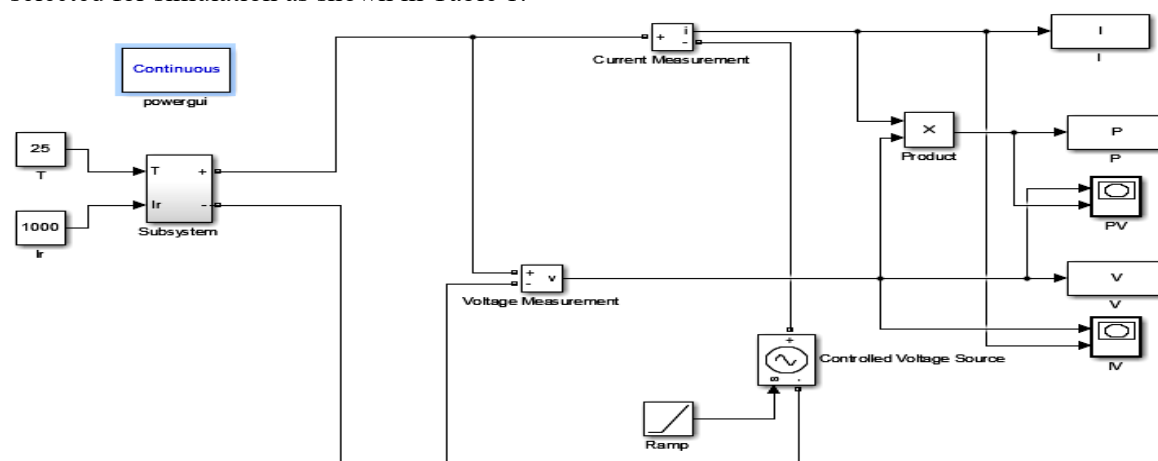 selected for simulation as shown in Table 1.
Continuous
powergui
25
T
1000
Ir
T +
Ir -
Subsystem
+ i -
Current Measurement
I
I
×
Product
P
P
PV
+ - v
Voltage Measurement
V
V
IV
+
s -
Controlled Voltage Source
Ramp